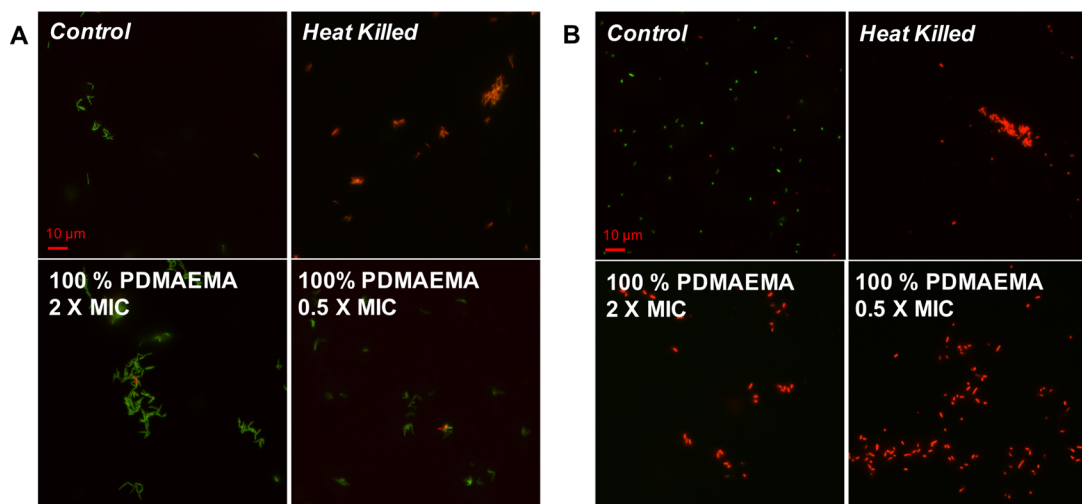 A
Control
Heat Killed
10 µm
100 % PDMAEMA
2 X MIC
100% PDMAEMA
0.5 X MIC
B
Control
Heat Killed
10 µm
100 % PDMAEMA
2 X MIC
100 % PDMAEMA
0.5 X MIC